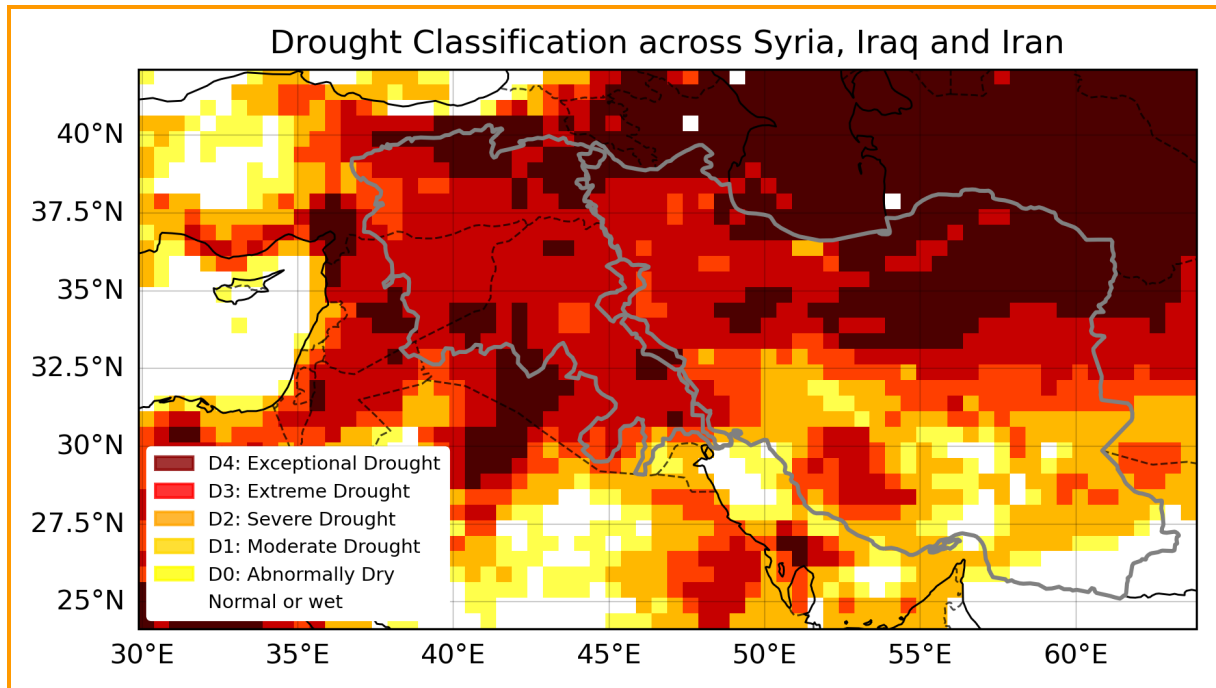 Drought Classification across Syria, Iraq and Iran
40°N
37.5°N
35°N
32.5°N
30°N
27.5°N
25°N
D4: Exceptional Drought
D3: Extreme Drought
D2: Severe Drought
D1: Moderate Drought
D0: Abnormally Dry
Normal or wet
30°E 35°E 40°E 45°E 50°E 55°E 60°E